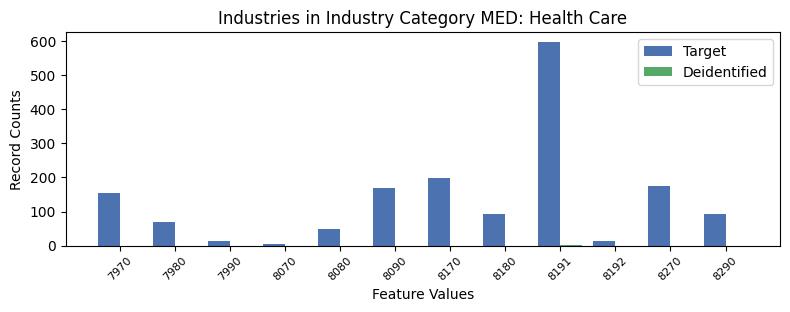 Industries in Industry Category MED: Health Care
Target
Deidentified
Record Counts
600
500
400
300
200
100
0
7970 7980 7990 8070 8080 8090 8170 8180 8191 8192 8270 8290
Feature Values